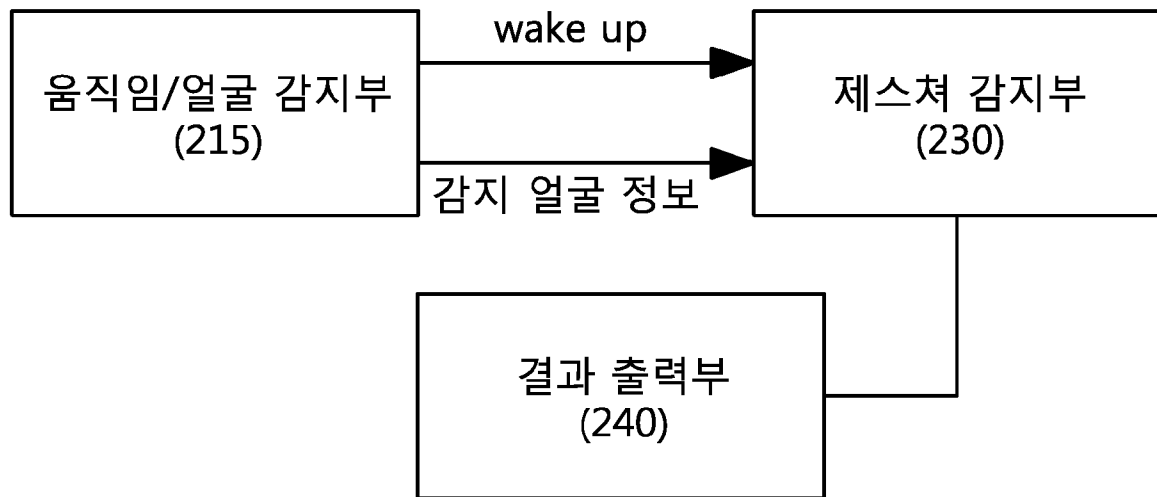 움직임/얼굴 감지부
(215)
wake up
감지 얼굴 정보
제스쳐 감지부
(230)
결과 출력부
(240)